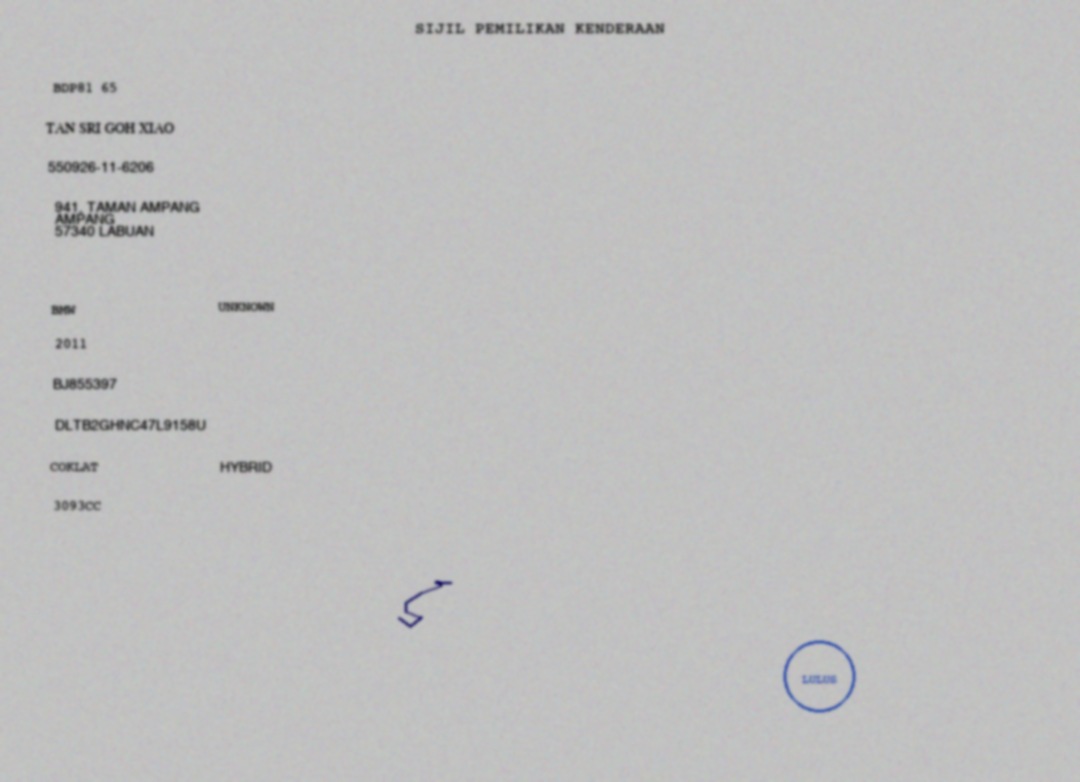 SIJIL PEMILIKAN KENDERAAN
BDP81 65
TAN SRI GOH XIAO
550926-11-6206
941, TAMAN AMPANG
AMPANG
57340 LABUAN
BMW UNKNOWN
2011
BJ855397
DLTB2GHNC47L9158U
COKLAT HYBRID
3093CC
LULUS